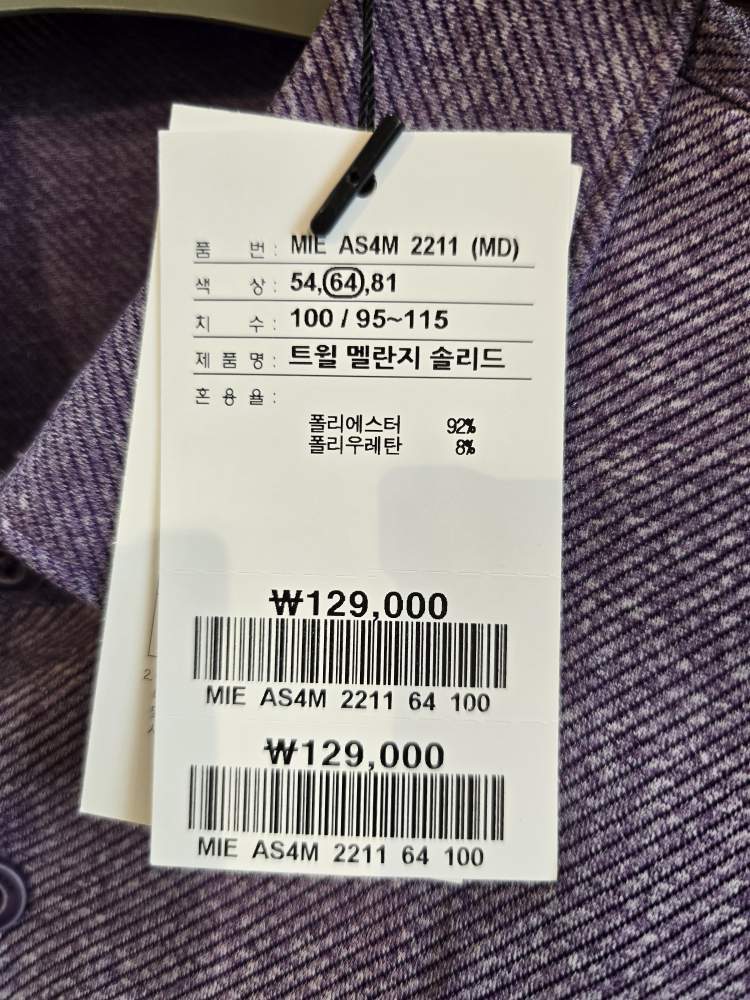 품 번 : MIE AS4M 2211 (MD)
색 상 : 54,64,81
치 수 : 100 / 95~115
제 품 명 : 트윌 멜란지 솔리드
혼 용 율 :
폴리에스터 92%
폴리우레탄 8%
₩129,000
MIE AS4M 2211 64 100
₩129,000
MIE AS4M 2211 64 100
2.